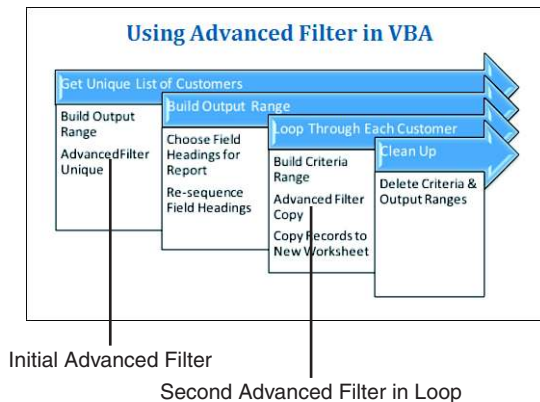 Using Advanced Filter in VBA
Get Unique List of Customers
Build Output
Range
AdvancedFilter
Unique
Build Output Range
Choose Field
Headings for
Report
Re-sequence
Field Headings
Loop Through Each Customer
Build Criteria
Range
Advanced Filter
Copy
Copy Records to
New Worksheet
Clean Up
Delete Criteria &
Output Ranges
Initial Advanced Filter
Second Advanced Filter in Loop